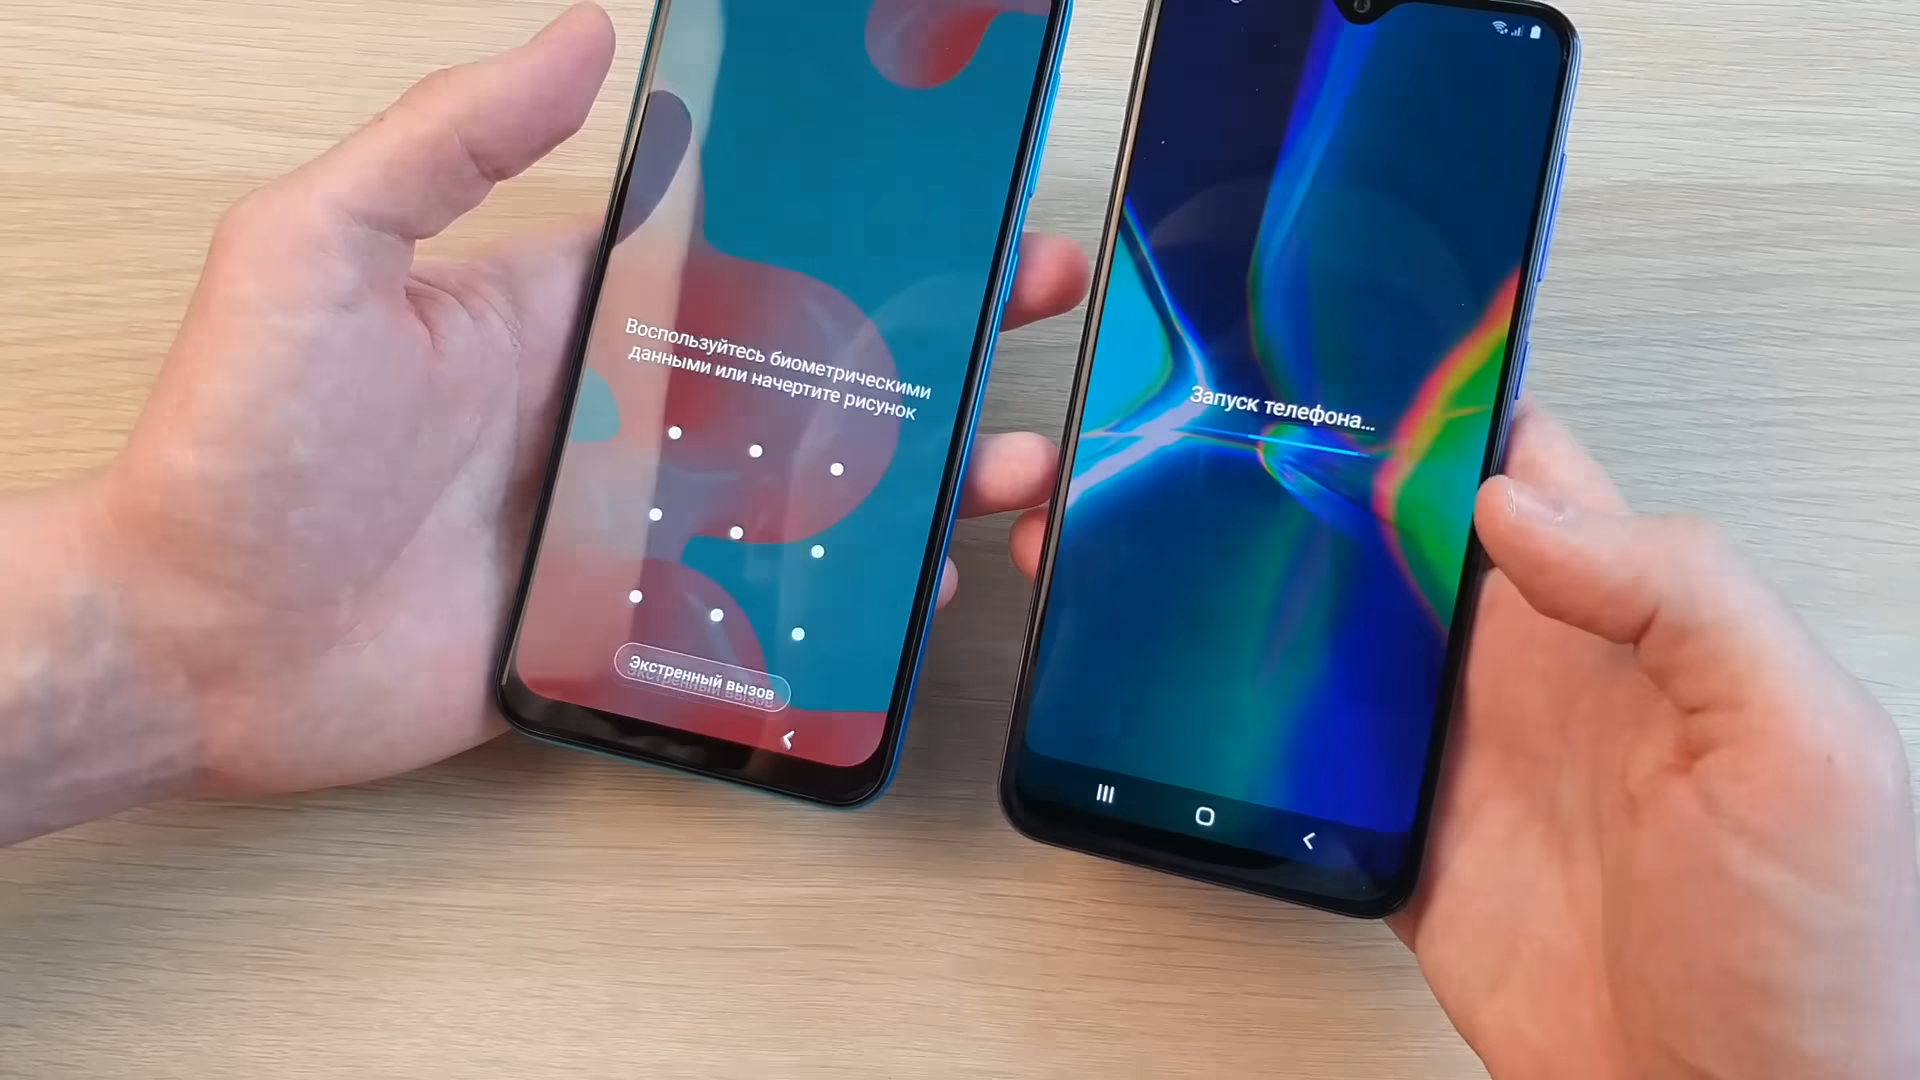 Воспользуйтесь биометрическими
данными или начертите рисунок
Экстренный вызов
Запуск телефона...